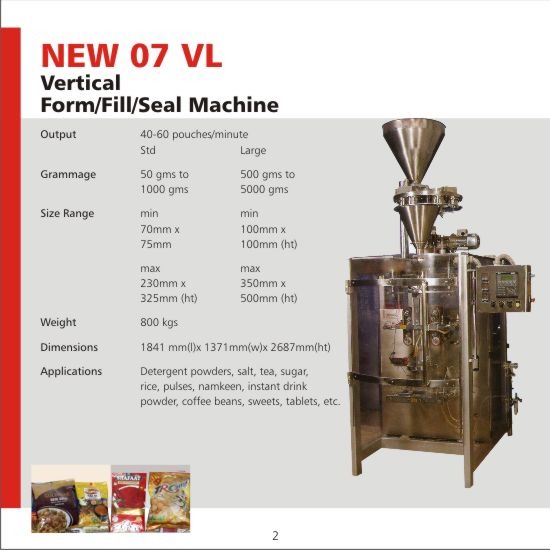 NEW 07 VL
Vertical
Form/Fill/Seal Machine
Output 40-60 pouches/minute
Std Large
Grammage 50 gms to 500 gms to
1000 gms 5000 gms
Size Range min min
70mm x 100mm x
75mm 100mm (ht)
max max
230mm x 350mm x
325mm (ht) 500mm (ht)
Weight 800 kgs
Dimensions 1841 mm(l)x 1371mm(w)x 2687mm(ht)
Applications Detergent powders, salt, tea, sugar,
rice, pulses, namkeen, instant drink
powder, coffee beans, sweets, tablets, etc.
SHAFAAT
2